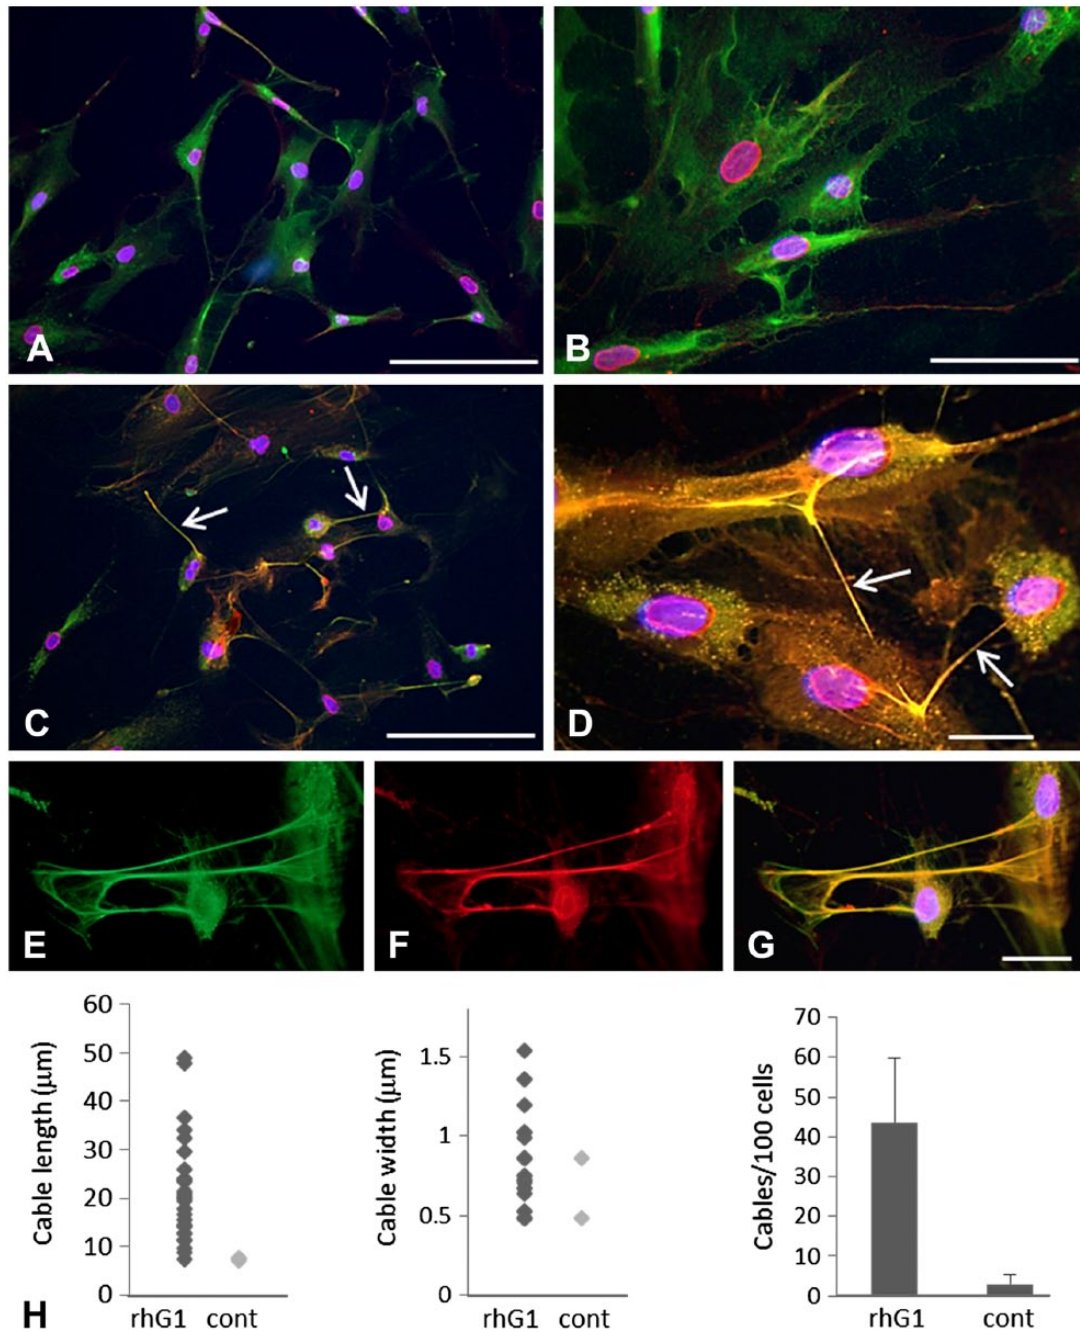 A
B
C
D
E
F
G
H
Cable length (µm)
60
50
40
30
20
10
0
rhG1 cont
Cable width (µm)
1.5
1
0.5
0
rhG1 cont
Cables/100 cells
70
60
50
40
30
20
10
0
rhG1 cont